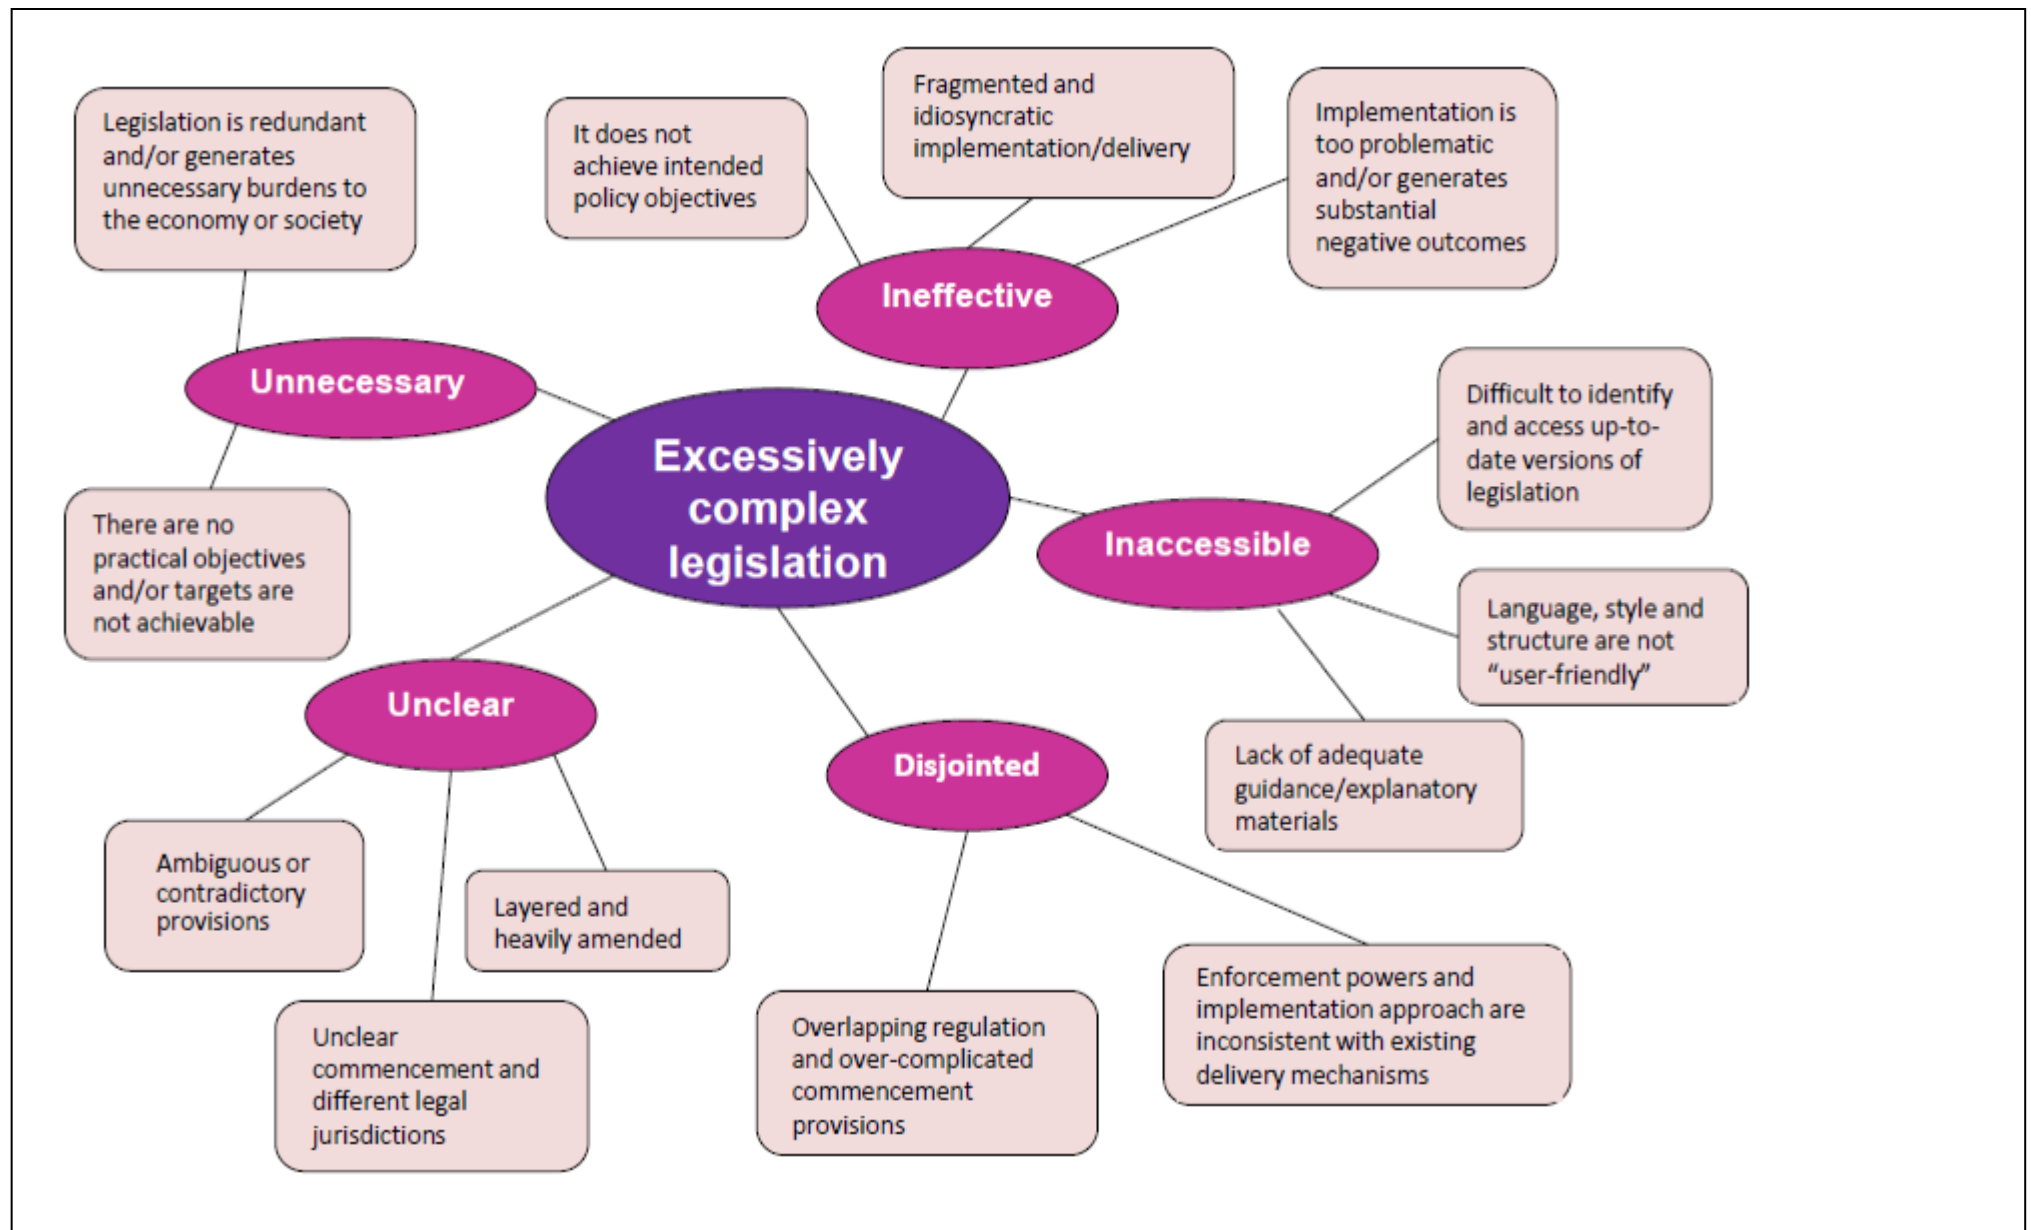 Legislation is redundant
and/or generates
unnecessary burdens to
the economy or society
It does not
achieve intended
policy objectives
Fragmented and
idiosyncratic
implementation/delivery
Implementation is
too problematic
and/or generates
substantial
negative outcomes
Ineffective
Unnecessary
Excessively
complex
legislation
Difficult to identify
and access up-to-
date versions of
legislation
Inaccessible
There are no
practical objectives
and/or targets are
not achievable
Language, style and
structure are not
“user-friendly”
Unclear
Disjointed
Lack of adequate
guidance/explanatory
materials
Ambiguous or
contradictory
provisions
Layered and
heavily amended
Unclear
commencement and
different legal
jurisdictions
Overlapping regulation
and over-complicated
commencement
provisions
Enforcement powers and
implementation approach are
inconsistent with existing
delivery mechanisms